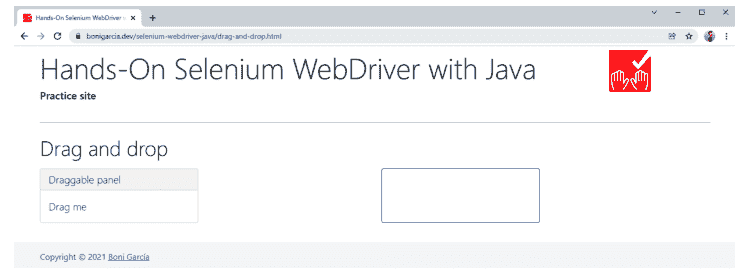 Hands-On Selenium WebDriver
bonigarcia.dev/selenium-webdriver-java/drag-and-drop.html
Hands-On Selenium WebDriver with Java
Practice site
Drag and drop
Draggable panel
Drag me
Copyright © 2021 Boni García